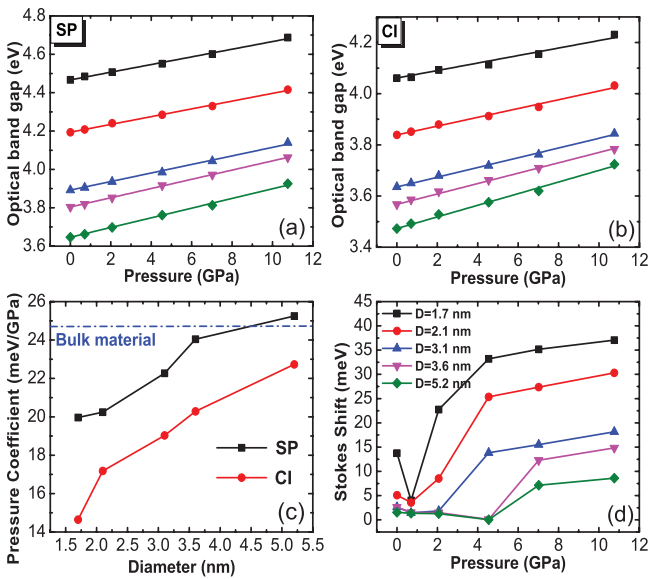 SP
Optical band gap (eV)
4.8
4.4
4.2
4.0
3.8
3.6
0 2 4 6 8 10 12
Pressure (GPa)
(a)
CI
Optical band gap (eV)
4.2
4.0
3.8
3.6
3.4
0 2 4 6 8 10 12
Pressure (GPa)
(b)
Pressure Coefficient (meV/GPa)
26
24
22
20
18
16
14
Bulk material
SP
CI
1.5 2.0 2.5 3.0 3.5 4.0 4.5 5.0 5.5
Diameter (nm)
(c)
Stokes Shift (meV)
45
40
35
30
25
20
15
10
5
0
D=1.7 nm
D=2.1 nm
D=3.1 nm
D=3.6 nm
D=5.2 nm
0 2 4 6 8 10 12
Pressure (GPa)
(d)